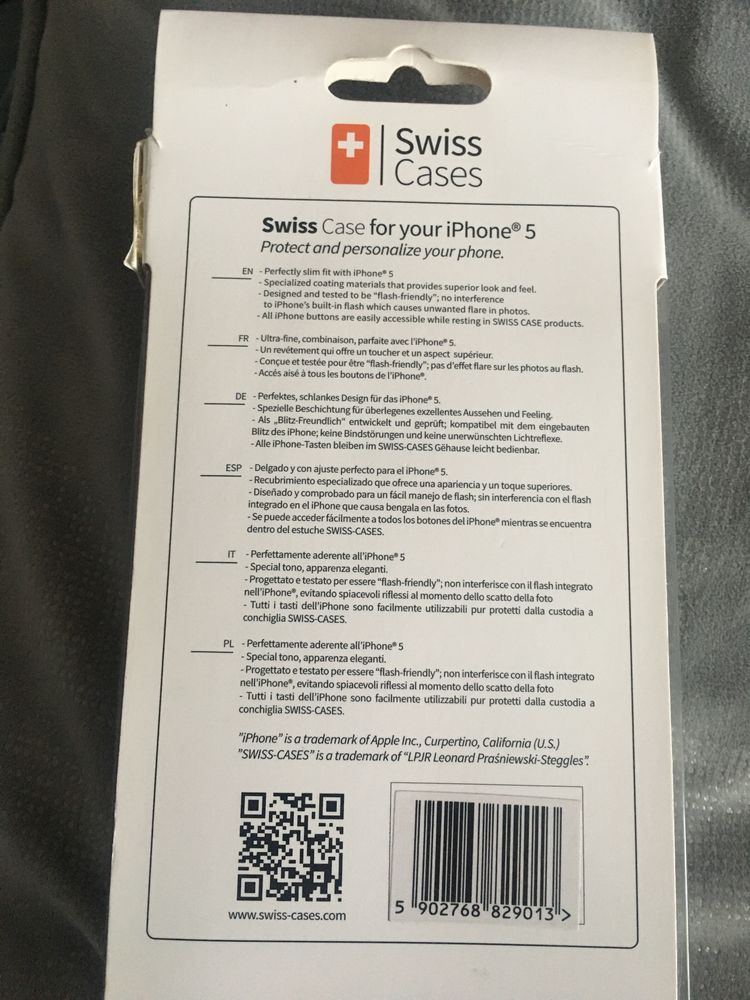 Swiss
Cases
Swiss Case for your iPhone® 5
Protect and personalize your phone.
EN - Perfectly slim fit with iPhone® 5
- Specialized coating materials that provides superior look and feel.
- Designed and tested to be "flash-friendly"; no interference
to iPhone's built-in flash which causes unwanted flare in photos.
- All iPhone buttons are easily accessible while resting in SWISS CASE products.
FR - Ultra-fine, combinaison, parfaite avec l'iPhone® 5.
- Un revétement qui offre un toucher et un aspect supérieur.
- Conçue et testée pour être "flash-friendly"; pas d'effet flare sur les photos au flash.
- Accés aisé à tous les boutons de l'iPhone®.
DE - Perfektes, schlankes Design für das iPhone® 5.
- Spezielle Beschichtung für überlegenes exzellentes Aussehen und Feeling.
- Als „Blitz-Freundlich" entwickelt und geprüft; kompatibel mit dem eingebauten
Blitz des iPhone; keine Bindstörungen und keine unerwünschten Lichtreflexe.
- Alle iPhone-Tasten bleiben im SWISS-CASES Gëhause leicht bedienbar.
ESP - Delgado y con ajuste perfecto para el iPhone® 5.
- Recubrimiento especializado que ofrece una apariencia y un toque superiores.
- Diseñado y comprobado para un fácil manejo de flash; sin interferencia con el flash
integrado en el iPhone que causa bengala en las fotos.
- Se puede acceder fácilmente a todos los botones del iPhone® mientras se encuentra
dentro del estuche SWISS-CASES.
IT - Perfettamente aderente all'iPhone® 5
- Special tono, apparenza eleganti.
- Progettato e testato per essere "flash-friendly"; non interferisce con il flash integrato
nell'iPhone®, evitando spiacevoli riflessi al momento dello scatto della foto
- Tutti i tasti dell'iPhone sono facilmente utilizzabili pur protetti dalla custodia a
conchiglia SWISS-CASES.
PL - Perfettamente aderente all'iPhone® 5
- Special tono, apparenza eleganti.
- Progettato e testato per essere "flash-friendly"; non interferisce con il flash integrato
nell'iPhone®, evitando spiacevoli riflessi al momento dello scatto della foto
- Tutti i tasti dell'iPhone sono facilmente utilizzabili pur protetti dalla custodia a
conchiglia SWISS-CASES.
"iPhone" is a trademark of Apple Inc., Curpertino, California (U.S.)
"SWISS-CASES" is a trademark of "LPJR Leonard Praśniewski-Steggles".
www.swiss-cases.com
5 902768 829013 >